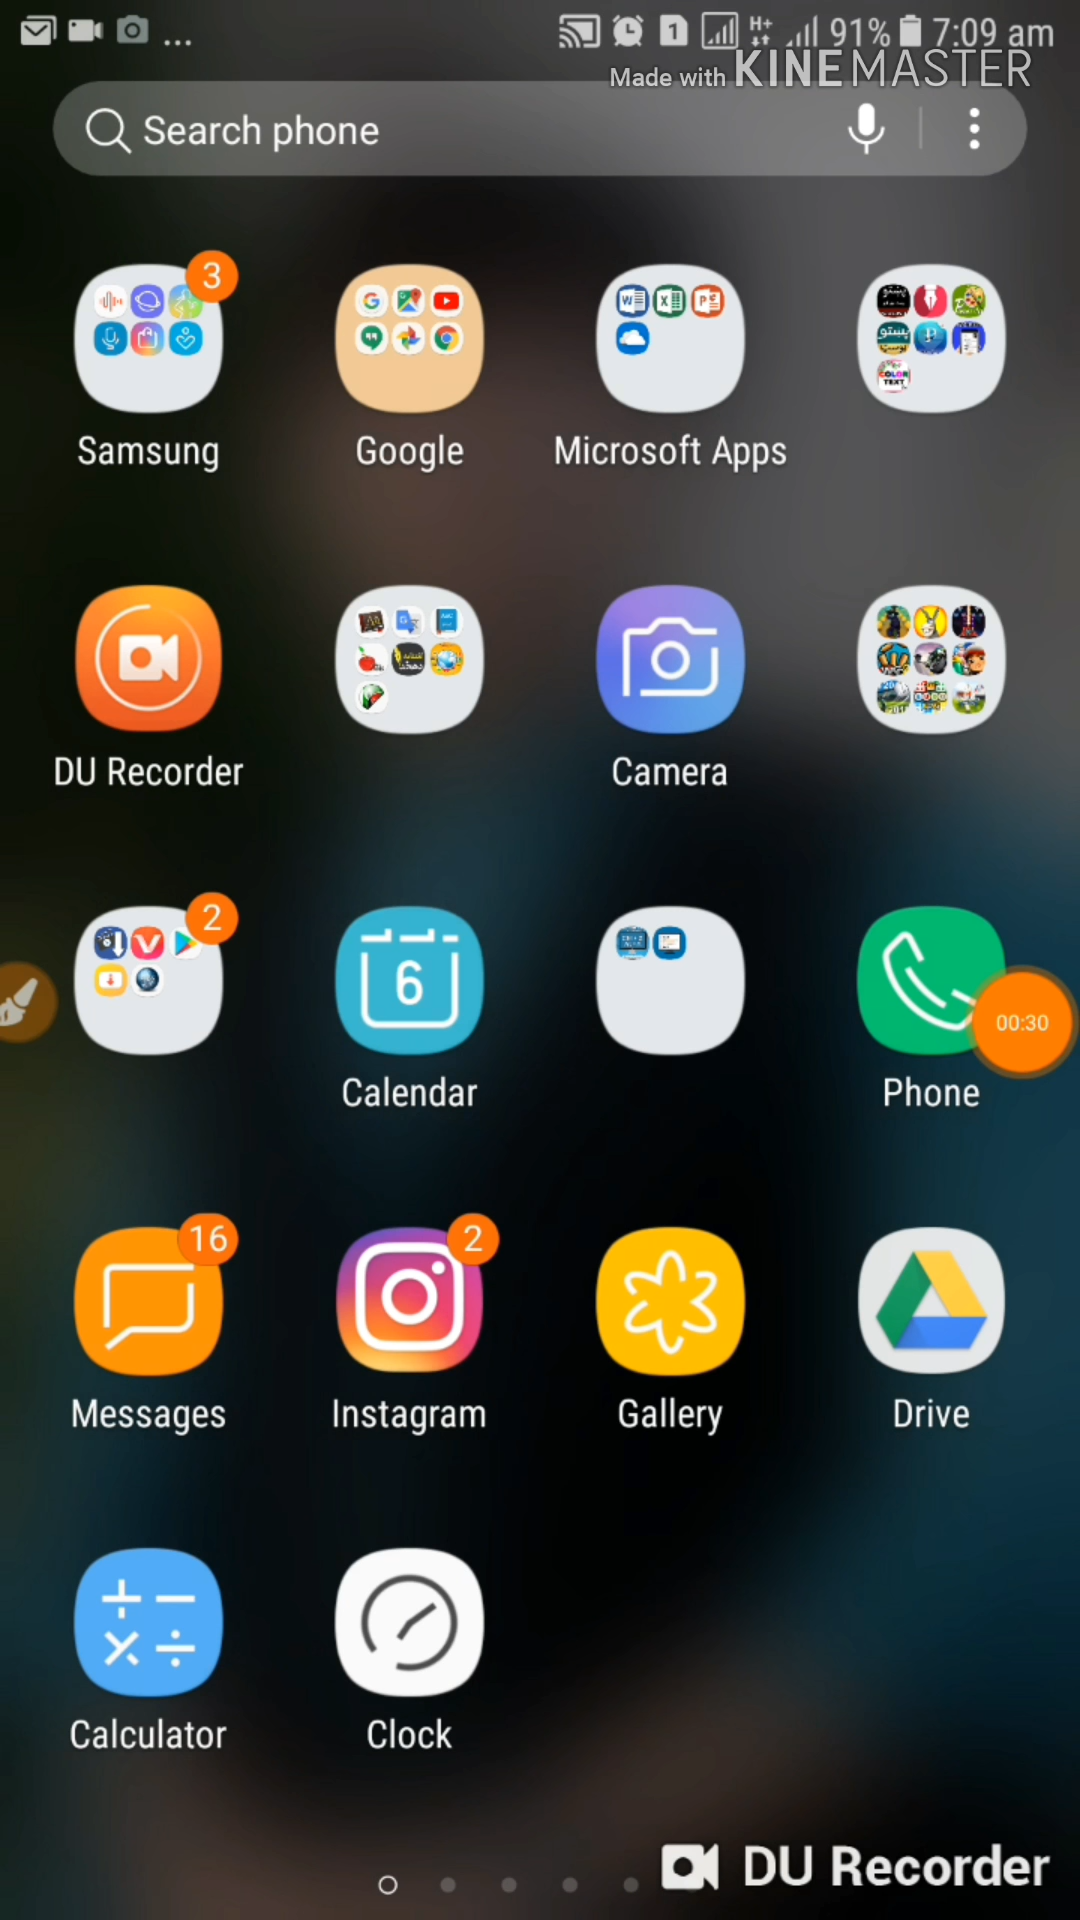 ... 1 H+ 91% 7:09 am
Made with KINEMASTER
Search phone
3
Samsung Google Microsoft Apps
DU Recorder Camera
2
6
00:30
Calendar Phone
16 2
Messages Instagram Gallery Drive
Calculator Clock
DU Recorder